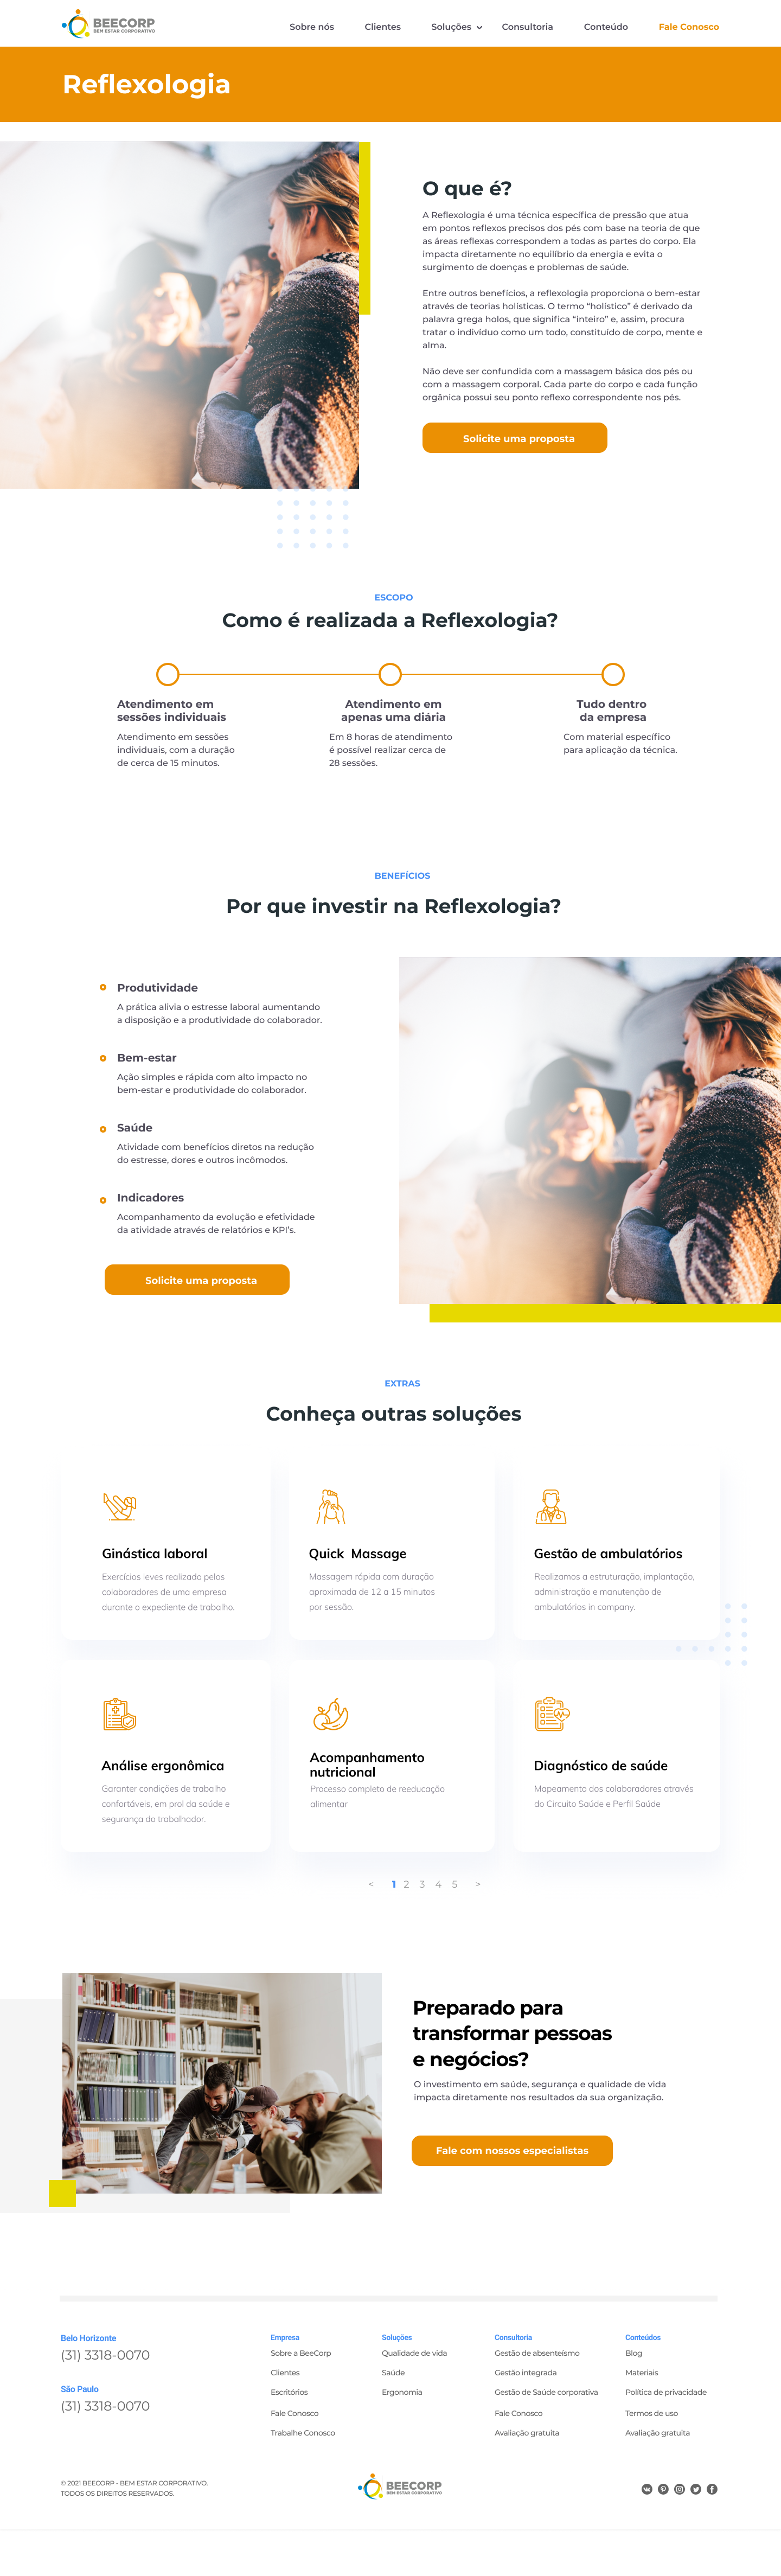 BEECORP
BEM ESTAR CORPORATIVO
Sobre nós
Clientes
Soluções
Consultoria
Conteúdo
Fale Conosco
Reflexologia
O que é?
A Reflexologia é uma técnica específica de pressão que atua
em pontos reflexos precisos dos pés com base na teoria de que
as áreas reflexas correspondem a todas as partes do corpo. Ela
impacta diretamente no equilíbrio da energia e evita o
surgimento de doenças e problemas de saúde.
Entre outros benefícios, a reflexologia proporciona o bem-estar
através de teorias holísticas. O termo “holístico” é derivado da
palavra grega holos, que significa “inteiro” e, assim, procura
tratar o indivíduo como um todo, constituído de corpo, mente e
alma.
Não deve ser confundida com a massagem básica dos pés ou
com a massagem corporal. Cada parte do corpo e cada função
orgânica possui seu ponto reflexo correspondente nos pés.
Solicite uma proposta
ESCOPO
Como é realizada a Reflexologia?
Atendimento em
sessões individuais
Atendimento em sessões
individuais, com a duração
de cerca de 15 minutos.
Atendimento em
apenas uma diária
Em 8 horas de atendimento
é possível realizar cerca de
28 sessões.
Tudo dentro
da empresa
Com material específico
para aplicação da técnica.
BENEFÍCIOS
Por que investir na Reflexologia?
Produtividade
A prática alivia o estresse laboral aumentando
a disposição e a produtividade do colaborador.
Bem-estar
Ação simples e rápida com alto impacto no
bem-estar e produtividade do colaborador.
Saúde
Atividade com benefícios diretos na redução
do estresse, dores e outros incômodos.
Indicadores
Acompanhamento da evolução e efetividade
da atividade através de relatórios e KPI’s.
Solicite uma proposta
EXTRAS
Conheça outras soluções
Ginástica laboral
Exercícios leves realizado pelos
colaboradores de uma empresa
durante o expediente de trabalho.
Quick Massage
Massagem rápida com duração
aproximada de 12 a 15 minutos
por sessão.
Gestão de ambulatórios
Realizamos a estruturação, implantação,
administração e manutenção de
ambulatórios in company.
Análise ergonômica
Garanter condições de trabalho
confortáveis, em prol da saúde e
segurança do trabalhador.
Acompanhamento
nutricional
Processo completo de reeducação
alimentar
Diagnóstico de saúde
Mapeamento dos colaboradores através
do Circuito Saúde e Perfil Saúde
< 1 2 3 4 5 >
Preparado para
transformar pessoas
e negócios?
O investimento em saúde, segurança e qualidade de vida
impacta diretamente nos resultados da sua organização.
Fale com nossos especialistas
Belo Horizonte
(31) 3318-0070
São Paulo
(31) 3318-0070
Empresa
Sobre a BeeCorp
Clientes
Escritórios
Fale Conosco
Trabalhe Conosco
Soluções
Qualidade de vida
Saúde
Ergonomia
Consultoria
Gestão de absenteísmo
Gestão integrada
Gestão de Saúde corporativa
Fale Conosco
Avaliação gratuita
Conteúdos
Blog
Materiais
Política de privacidade
Termos de uso
Avaliação gratuita
© 2021 BEECORP - BEM ESTAR CORPORATIVO.
TODOS OS DIREITOS RESERVADOS.
BEECORP
BEM ESTAR CORPORATIVO